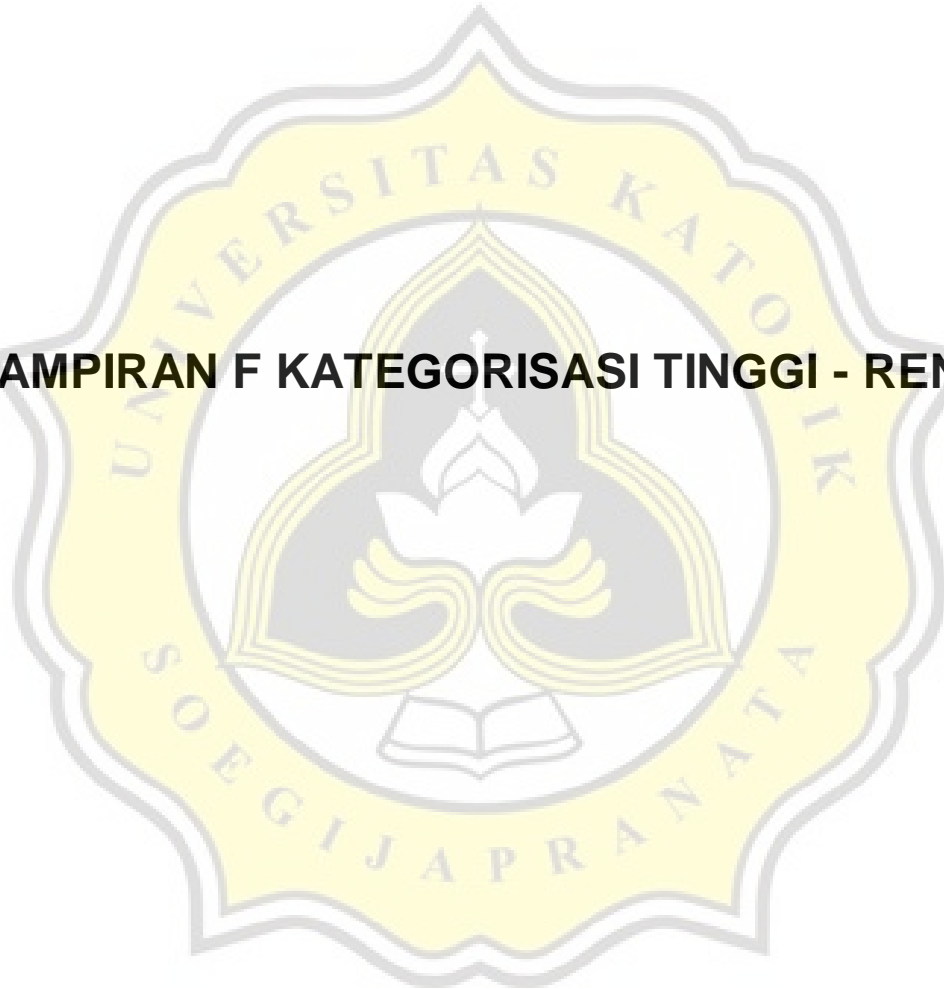 UNIVERSITAS KATOLIK
AMPIRAN F KATEGORISASI TINGGI - REN
SOEGIJAPRANATA